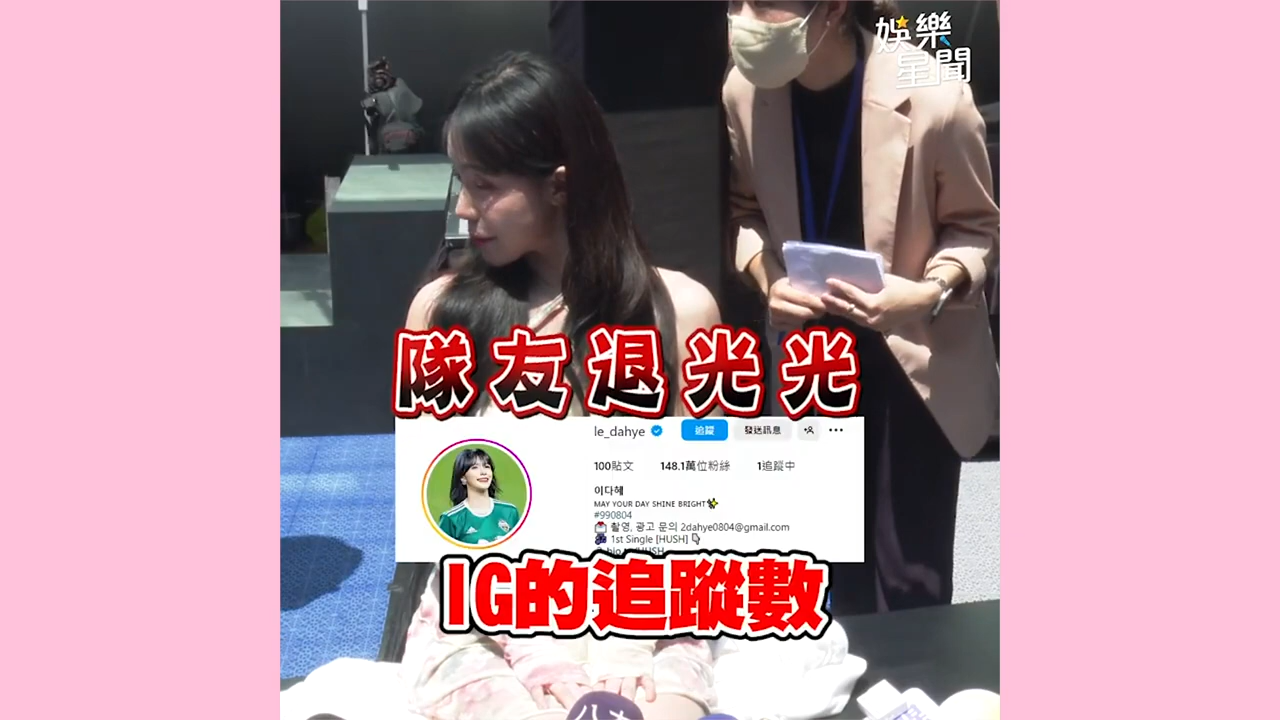 娛樂
星聞
隊友退光光
le_dahye 追蹤 發送訊息
100貼文 148.1萬位粉絲 1追蹤中
이다혜
MAY YOUR DAY SHINE BRIGHT
#990804
촬영, 광고 문의 2dahye0804@gmail.com
1st Single [HUSH]
IG的追蹤數